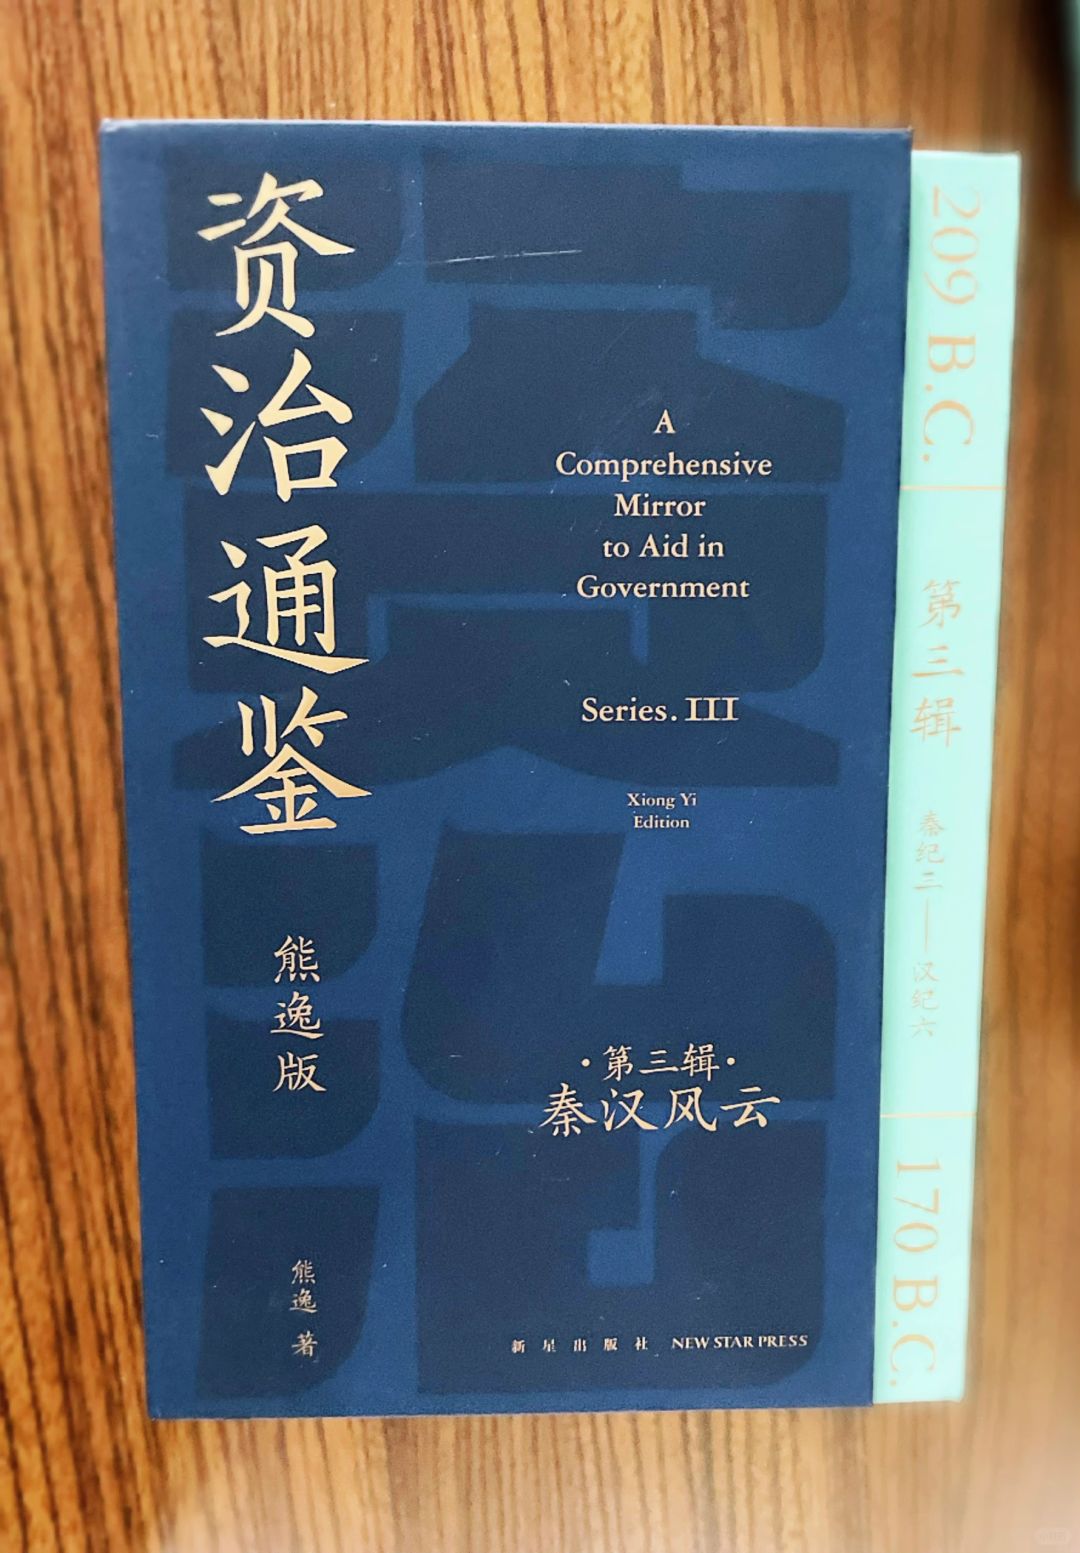 资治通鉴
熊逸版
熊逸 著
A
Comprehensive
Mirror
to Aid in
Government
Series. III
Xiong Yi
Edition
·第三辑·
秦汉风云
新星出版社 NEW STAR PRESS
209 B.C.
第三辑
秦纪三——汉纪六
170 B.C.